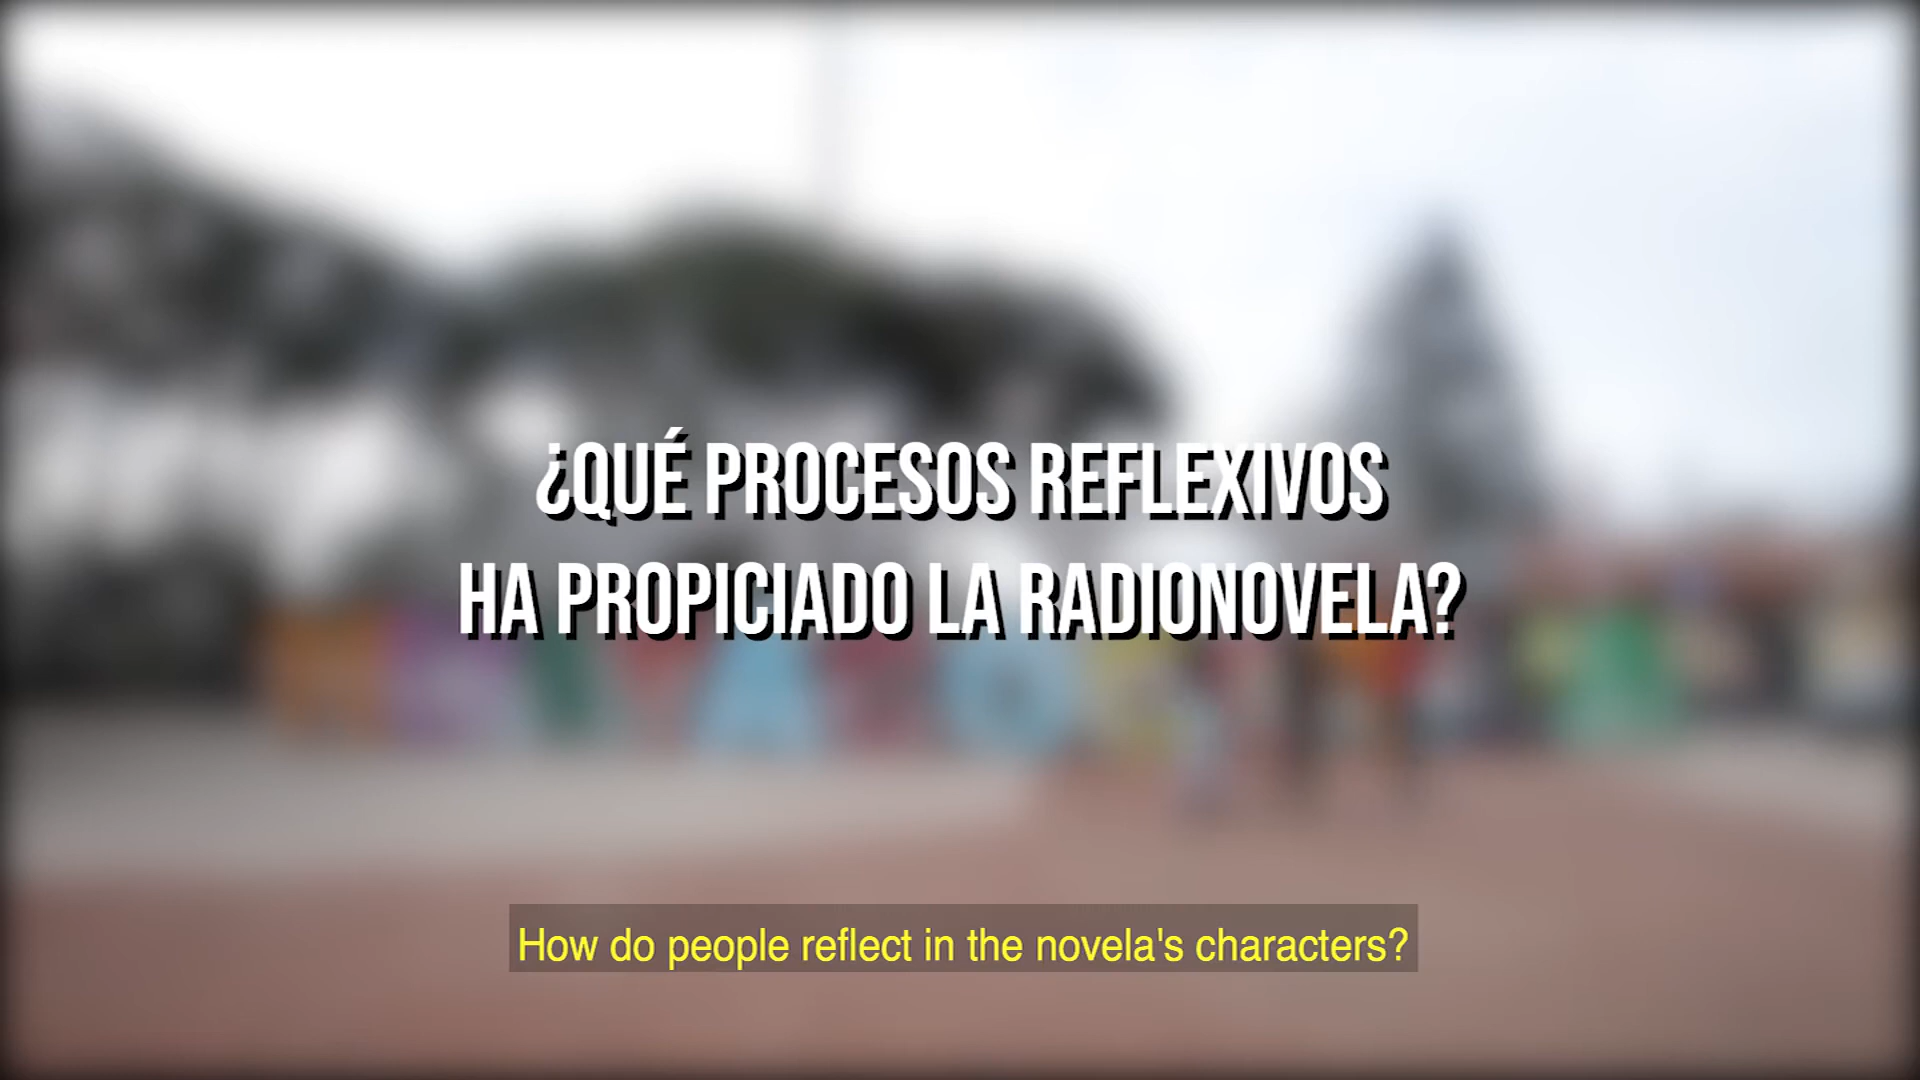 ¿QUÉ PROCESOS REFLEXIVOS
HA PROPICIADO LA RADIONOVELA?
How do people reflect in the novela's characters?